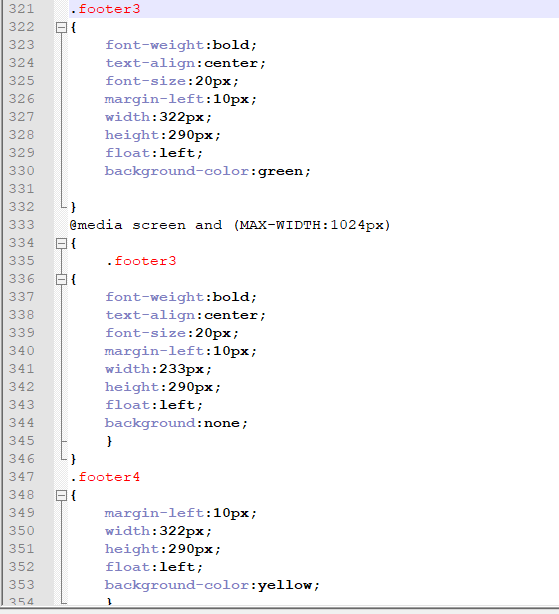 321 .footer3
322 {
323 font-weight:bold;
324 text-align:center;
325 font-size:20px;
326 margin-left:10px;
327 width:322px;
328 height:290px;
329 float:left;
330 background-color:green;
331
332 }
333 @media screen and (MAX-WIDTH:1024px)
334 {
335 .footer3
336 {
337 font-weight:bold;
338 text-align:center;
339 font-size:20px;
340 margin-left:10px;
341 width:233px;
342 height:290px;
343 float:left;
344 background:none;
345 }
346 }
347 .footer4
348 {
349 margin-left:10px;
350 width:322px;
351 height:290px;
352 float:left;
353 background-color:yellow;
354 }